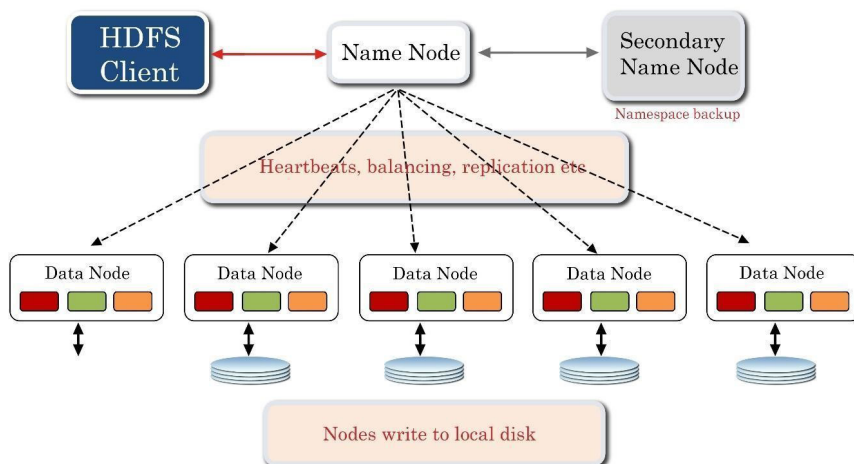 HDFS
Client
Name Node
Secondary
Name Node
Namespace backup
Heartbeats, balancing, replication etc
Data Node
Data Node
Data Node
Data Node
Data Node
Nodes write to local disk